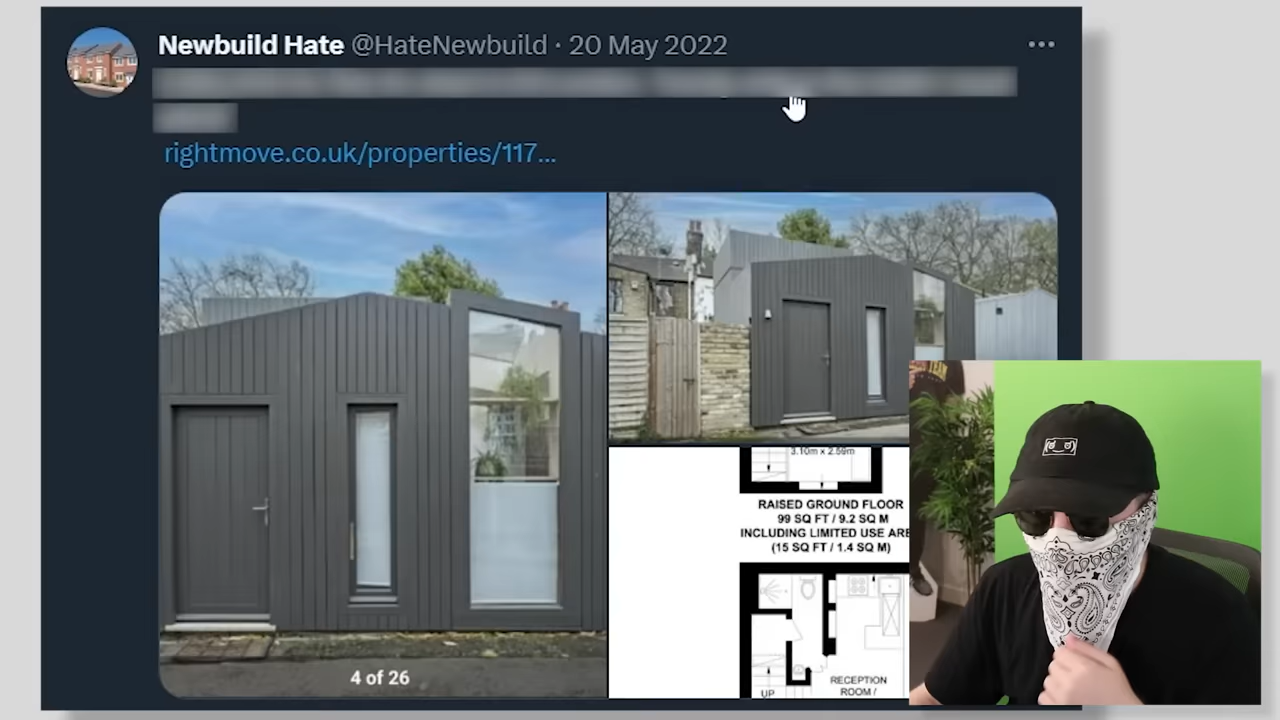 Newbuild Hate @HateNewbuild · 20 May 2022
rightmove.co.uk/properties/117...
4 of 26
3.10m x 2.59m
RAISED GROUND FLOOR
99 SQ FT / 9.2 SQ M
INCLUDING LIMITED USE ARE
(15 SQ FT / 1.4 SQ M)
RECEPTION
ROOM /
UP